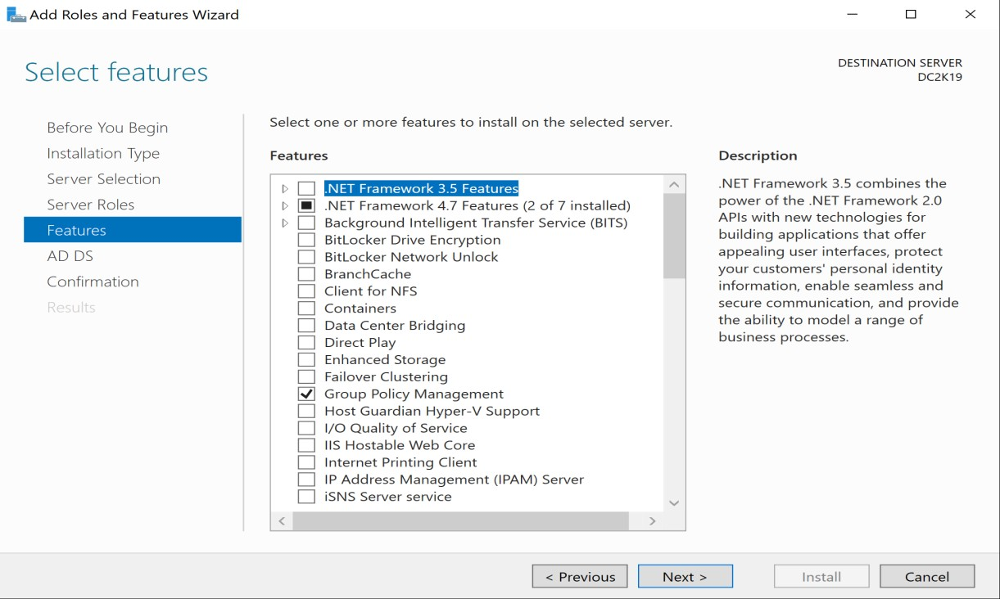 Add Roles and Features Wizard
Select features
DESTINATION SERVER
DC2K19
Before You Begin
Installation Type
Server Selection
Server Roles
Features
AD DS
Confirmation
Results
Select one or more features to install on the selected server.
Features
.NET Framework 3.5 Features
.NET Framework 4.7 Features (2 of 7 installed)
Background Intelligent Transfer Service (BITS)
BitLocker Drive Encryption
BitLocker Network Unlock
BranchCache
Client for NFS
Containers
Data Center Bridging
Direct Play
Enhanced Storage
Failover Clustering
Group Policy Management
Host Guardian Hyper-V Support
I/O Quality of Service
IIS Hostable Web Core
Internet Printing Client
IP Address Management (IPAM) Server
iSNS Server service
Description
.NET Framework 3.5 combines the
power of the .NET Framework 2.0
APIs with new technologies for
building applications that offer
appealing user interfaces, protect
your customers' personal identity
information, enable seamless and
secure communication, and provide
the ability to model a range of
business processes.
< Previous
Next >
Install
Cancel